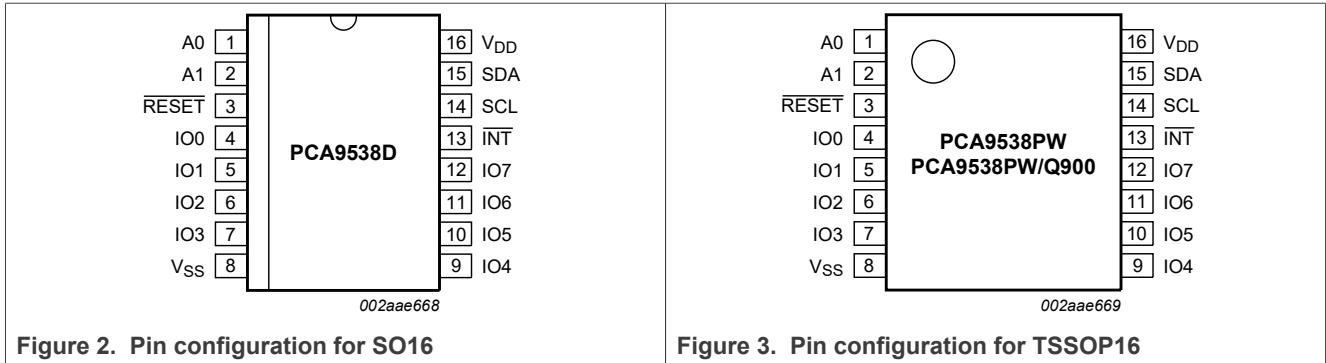 A0 1 16 VDD
A1 2 15 SDA
RESET 3 14 SCL
IO0 4 13 INT
PCA9538D
IO1 5 12 IO7
IO2 6 11 IO6
IO3 7 10 IO5
VSS 8 9 IO4
002aae668
Figure 2. Pin configuration for SO16
A0 1 16 VDD
A1 2 15 SDA
RESET 3 14 SCL
IO0 4 13 INT
PCA9538PW
PCA9538PW/Q900
IO1 5 12 IO7
IO2 6 11 IO6
IO3 7 10 IO5
VSS 8 9 IO4
002aae669
Figure 3. Pin configuration for TSSOP16